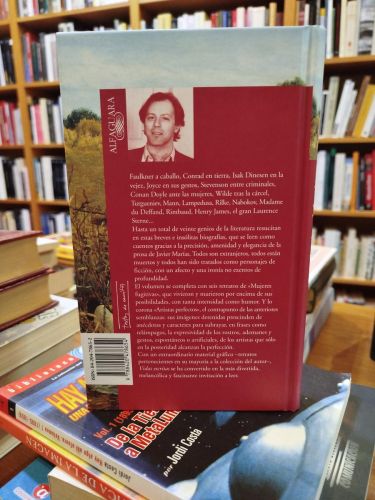 ALFAGUARA
Faulkner a caballo, Conrad en tierra, Isak Dinesen en la
vejez, Joyce en sus gestos, Stevenson entre criminales,
Conan Doyle ante las mujeres, Wilde tras la cárcel,
Turgueniev, Mann, Lampedusa, Rilke, Nabokov, Madame
du Deffand, Rimbaud, Henry James, el gran Laurence
Sterne...
Hasta un total de veinte genios de la literatura resucitan
en estas breves e insólitas biografías, que se leen como
cuentos gracias a la precisión, amenidad y elegancia de la
prosa de Javier Marías. Todos son extranjeros, todos están
muertos y todos han sido tratados como personajes de
ficción, con un afecto y una ironía no exentos de
profundidad.
El volumen se completa con seis retratos de «Mujeres
fugitivas», que vivieron y murieron por encima de sus
posibilidades, con tanta intensidad como humor. Y lo
corona «Artistas perfectos», el contrapunto de las anteriores
semblanzas: sus imágenes detenidas prescinden de
anécdotas y caracteres para subrayar, en frases como
relámpagos, la expresividad de los rostros, ademanes y
gestos, espontáneos o artificiales, de los artistas que sólo
en la posteridad alcanzan la perfección.
Con un extraordinario material gráfico –retratos
pertenecientes en su mayoría a la colección del autor–,
Vidas escritas se ha convertido en la más divertida,
melancólica y fascinante invitación a leer.
por Jordi Costa
Jordi Costa